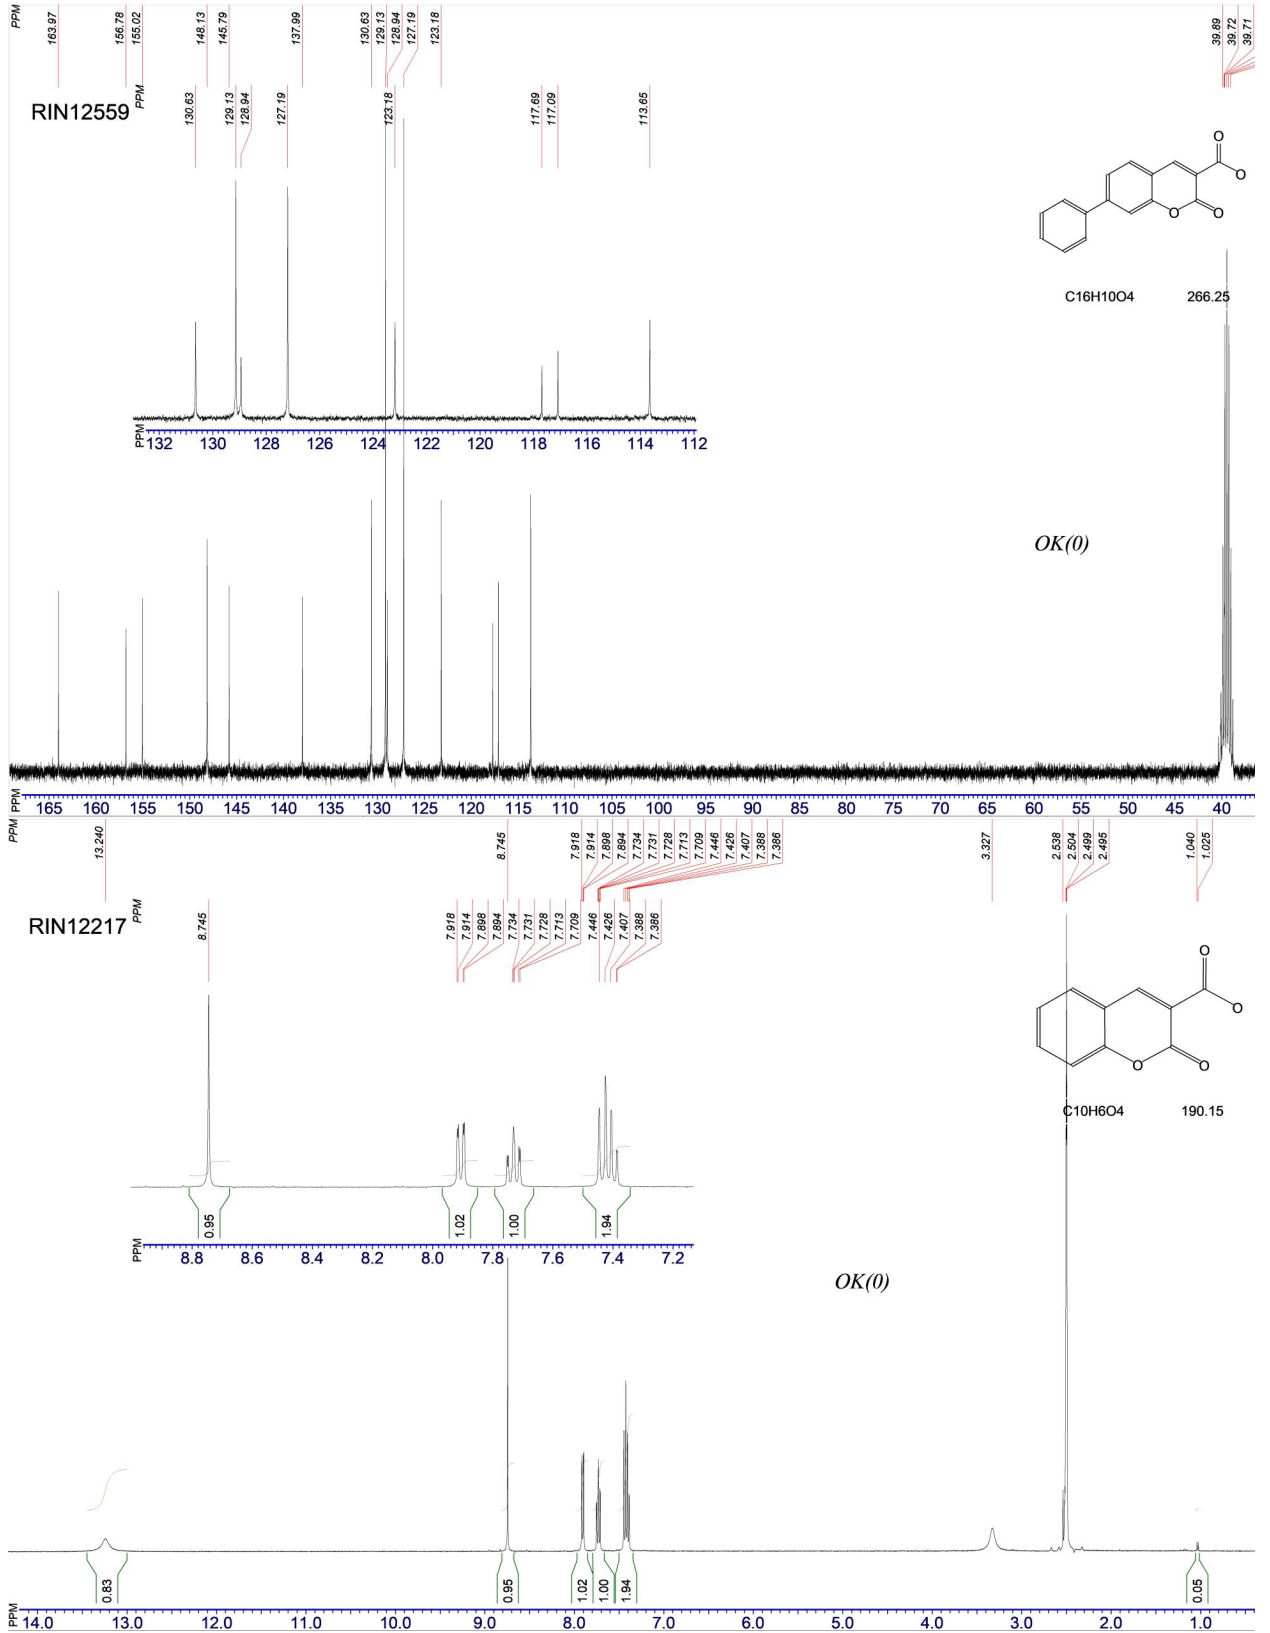 PPM
163.97
156.78
155.02
148.13
145.79
137.99
130.63
129.13
128.94
127.19
123.18
39.89
39.72
39.71
RIN12559
PPM
130.63
129.13
128.94
127.19
123.18
117.69
117.09
113.65
O
O
O
O
C16H10O4 266.25
PPM 132 130 128 126 124 122 120 118 116 114 112
OK(0)
PPM 165 160 155 150 145 140 135 130 125 120 115 110 105 100 95 90 85 80 75 70 65 60 55 50 45 40
PPM
13.240
8.745
7.918
7.914
7.898
7.894
7.734
7.731
7.728
7.713
7.709
7.446
7.426
7.407
7.388
7.386
3.327
2.538
2.504
2.499
2.495
1.040
1.025
RIN12217
PPM
8.745
7.918
7.914
7.898
7.894
7.734
7.731
7.728
7.713
7.709
7.446
7.426
7.407
7.388
7.386
O
O
O
O
C10H6O4 190.15
0.95 1.02 1.00 1.94
PPM 8.8 8.6 8.4 8.2 8.0 7.8 7.6 7.4 7.2
OK(0)
0.83 0.95 1.02 1.00 1.94 0.05
PPM 14.0 13.0 12.0 11.0 10.0 9.0 8.0 7.0 6.0 5.0 4.0 3.0 2.0 1.0